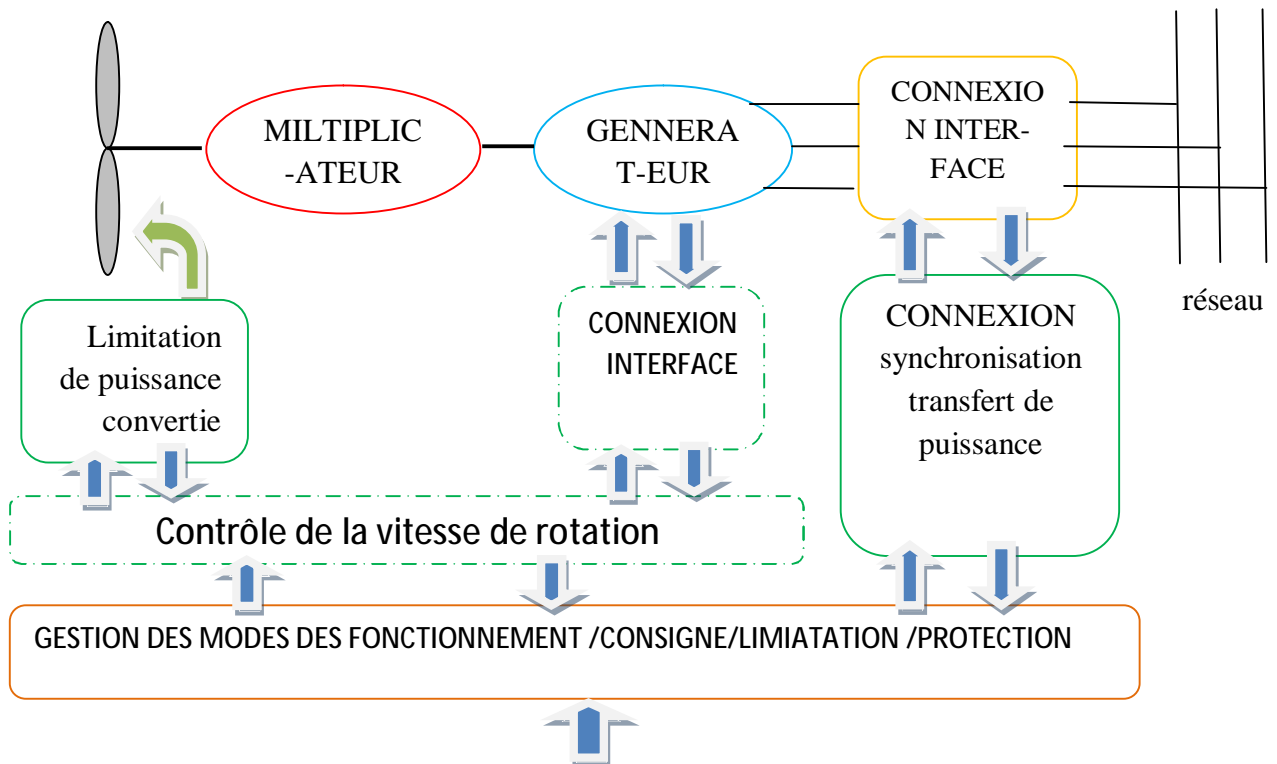 MILTIPLIC
-ATEUR
GENNERA
T-EUR
CONNEXIO
N INTER-
FACE
réseau
Limitation
de puissance
convertie
CONNEXION
INTERFACE
CONNEXION
synchronisation
transfert de
puissance
Contrôle de la vitesse de rotation
GESTION DES MODES DES FONCTIONNEMENT /CONSIGNE/LIMIATATION /PROTECTION